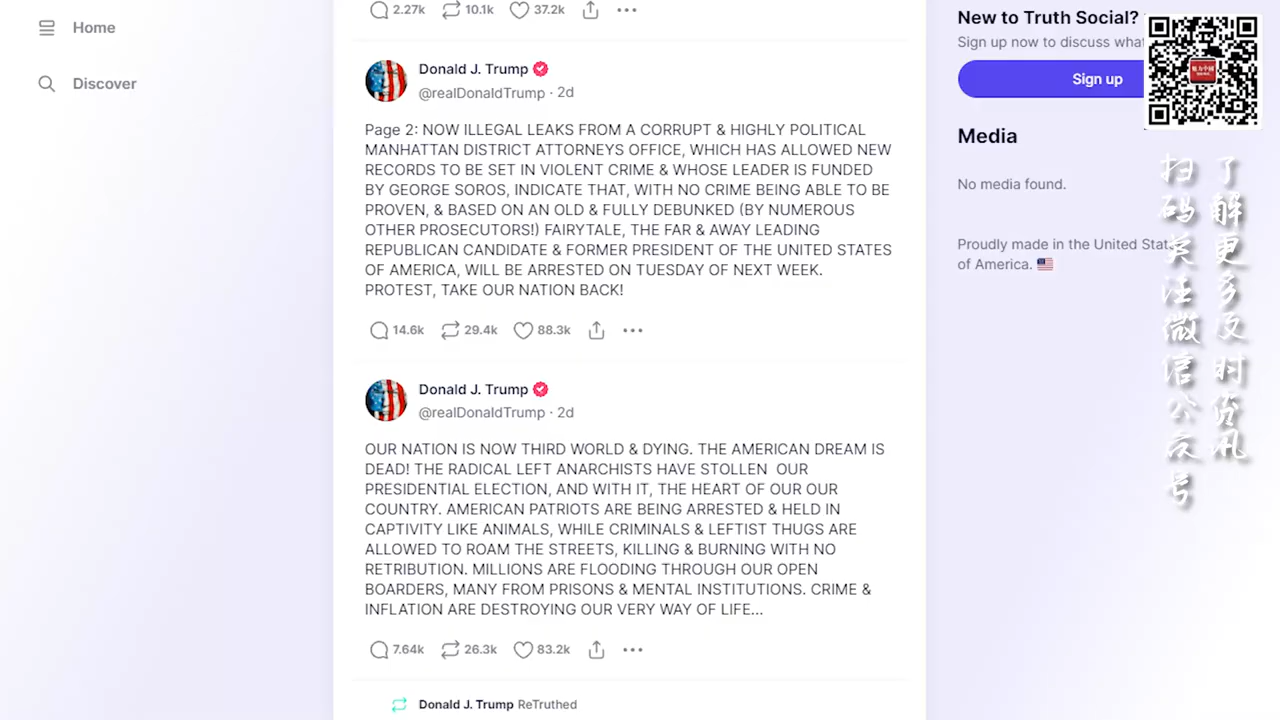 2.27k 10.1k 37.2k
Home
Discover
Donald J. Trump
@realDonaldTrump · 2d
Page 2: NOW ILLEGAL LEAKS FROM A CORRUPT & HIGHLY POLITICAL
MANHATTAN DISTRICT ATTORNEYS OFFICE, WHICH HAS ALLOWED NEW
RECORDS TO BE SET IN VIOLENT CRIME & WHOSE LEADER IS FUNDED
BY GEORGE SOROS, INDICATE THAT, WITH NO CRIME BEING ABLE TO BE
PROVEN, & BASED ON AN OLD & FULLY DEBUNKED (BY NUMEROUS
OTHER PROSECUTORS!) FAIRYTALE, THE FAR & AWAY LEADING
REPUBLICAN CANDIDATE & FORMER PRESIDENT OF THE UNITED STATES
OF AMERICA, WILL BE ARRESTED ON TUESDAY OF NEXT WEEK.
PROTEST, TAKE OUR NATION BACK!
14.6k 29.4k 88.3k
Donald J. Trump
@realDonaldTrump · 2d
OUR NATION IS NOW THIRD WORLD & DYING. THE AMERICAN DREAM IS
DEAD! THE RADICAL LEFT ANARCHISTS HAVE STOLLEN OUR
PRESIDENTIAL ELECTION, AND WITH IT, THE HEART OF OUR OUR
COUNTRY. AMERICAN PATRIOTS ARE BEING ARRESTED & HELD IN
CAPTIVITY LIKE ANIMALS, WHILE CRIMINALS & LEFTIST THUGS ARE
ALLOWED TO ROAM THE STREETS, KILLING & BURNING WITH NO
RETRIBUTION. MILLIONS ARE FLOODING THROUGH OUR OPEN
BOARDERS, MANY FROM PRISONS & MENTAL INSTITUTIONS. CRIME &
INFLATION ARE DESTROYING OUR VERY WAY OF LIFE...
7.64k 26.3k 83.2k
Donald J. Trump ReTruthed
New to Truth Social?
Sign up now to discuss what
Sign up
Media
No media found.
Proudly made in the United States
of America.
了解更多及时资讯
扫码关注微信公众号